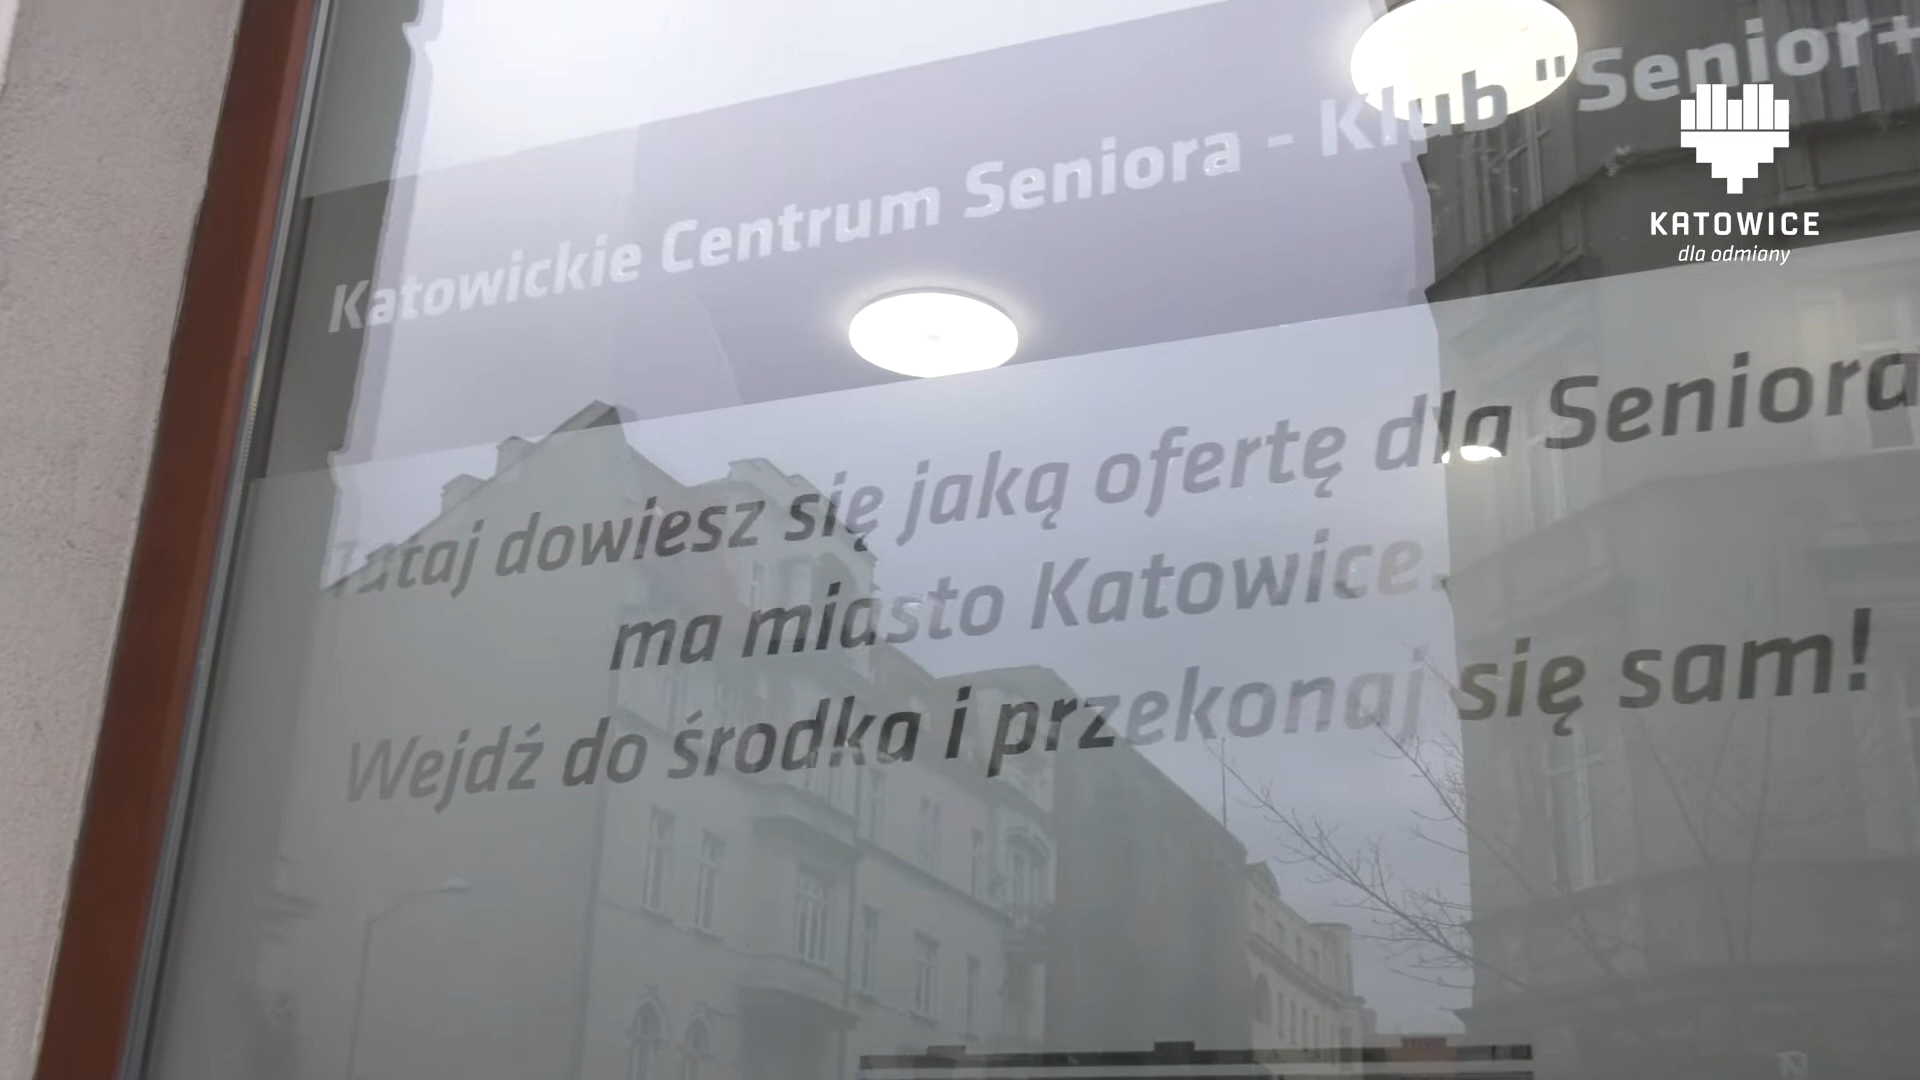 Katowickie Centrum Seniora - Klub "Senior+
Tutaj dowiesz się jaką ofertę dla Seniora
ma miasto Katowice.
Wejdź do środka i przekonaj się sam!
KATOWICE
dla odmiany